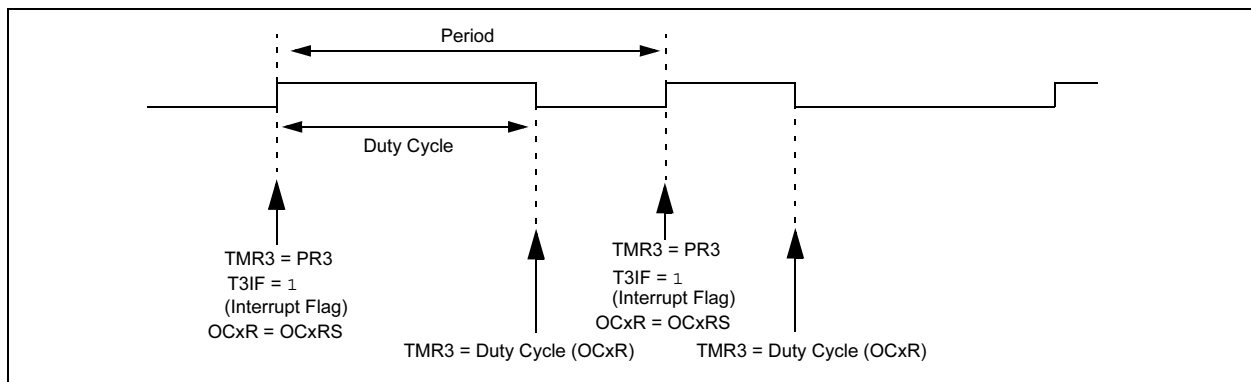 Period
Duty Cycle
TMR3 = PR3
T3IF = 1
(Interrupt Flag)
OCxR = OCxRS
TMR3 = Duty Cycle (OCxR)
TMR3 = PR3
T3IF = 1
(Interrupt Flag)
OCxR = OCxRS
TMR3 = Duty Cycle (OCxR)